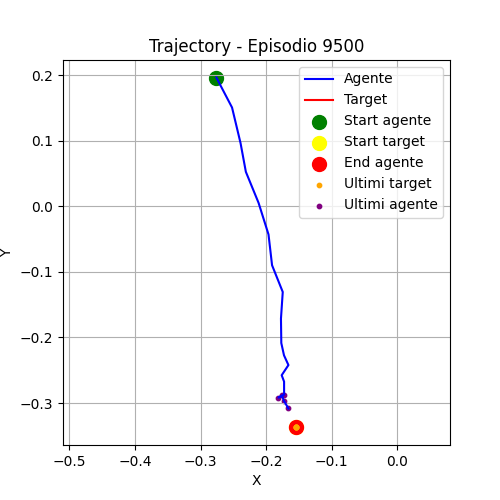 Trajectory - Episodio 9500
Agente
Target
Start agente
Start target
End agente
Ultimi target
Ultimi agente
0.2
0.1
0.0
−0.1
−0.2
−0.3
Y
−0.5
−0.4
−0.3
−0.2
−0.1
0.0
X